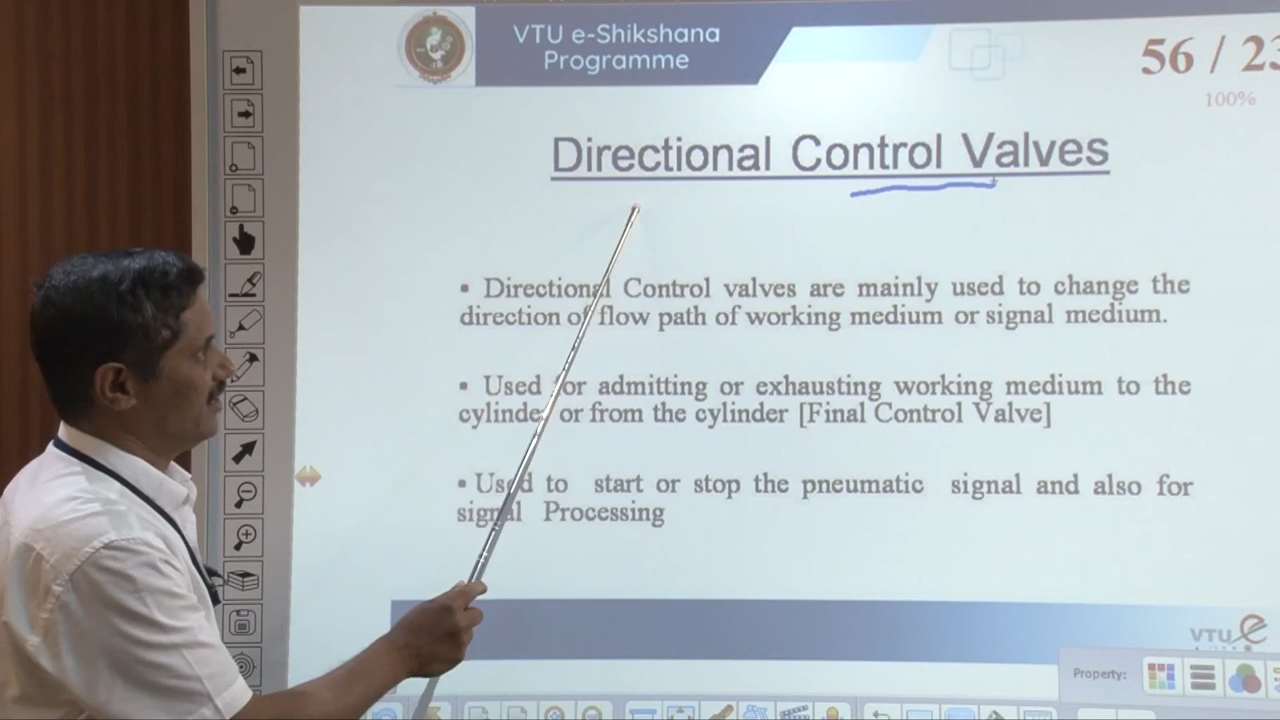 VTU e-Shikshana
Programme
56 / 23
100%
Directional Control Valves
▪ Directional Control valves are mainly used to change the
direction of flow path of working medium or signal medium.
▪ Used for admitting or exhausting working medium to the
cylinder or from the cylinder [Final Control Valve]
▪ Used to start or stop the pneumatic signal and also for
signal Processing
VTU e
Property: